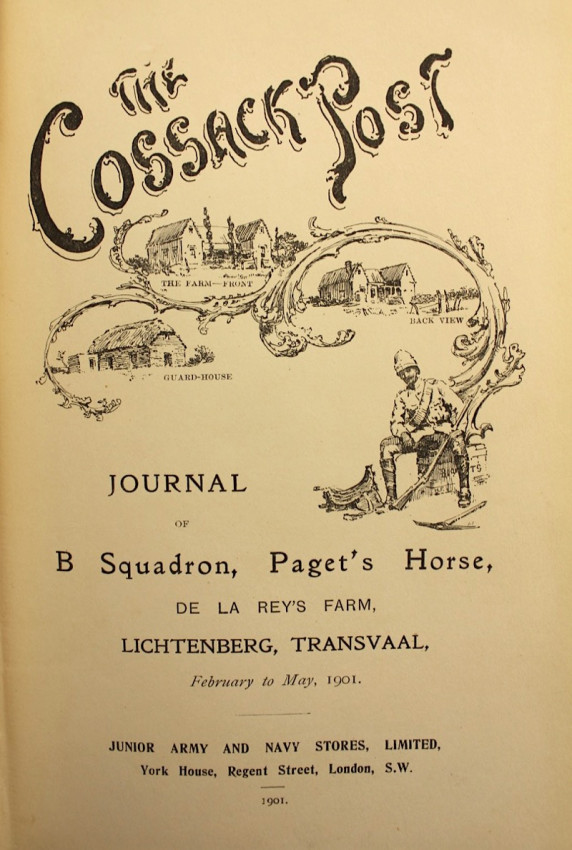 THE
COSSACK POST
THE FARM—FRONT
BACK VIEW
GUARD-HOUSE
JOURNAL
OF
B Squadron, Paget's Horse,
DE LA REY'S FARM,
LICHTENBERG, TRANSVAAL,
February to May, 1901.
JUNIOR ARMY AND NAVY STORES, LIMITED,
York House, Regent Street, London, S.W.
1901.